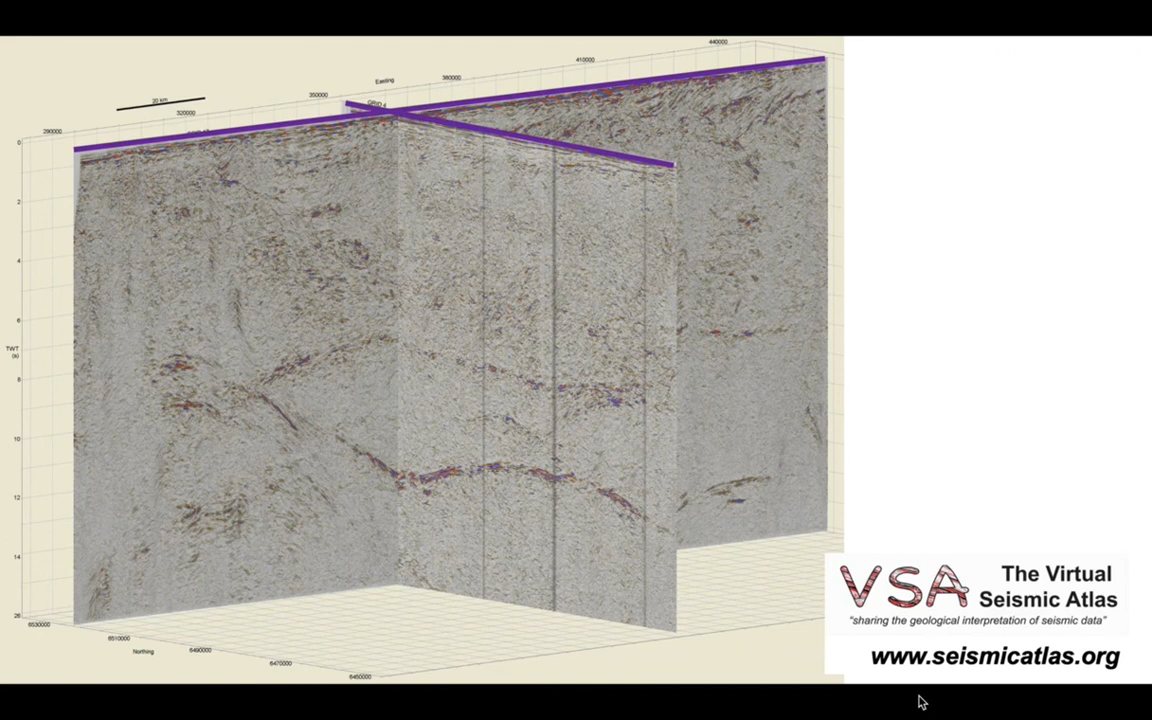 440000
410000
Easting
380000
350000
GRID 4
20 km
320000
290000
0
2
4
6
TWT
(s)
8
10
12
14
6530000
6510000
Northing
6490000
6470000
6450000
VSA The Virtual
Seismic Atlas
"sharing the geological interpretation of seismic data"
www.seismicatlas.org